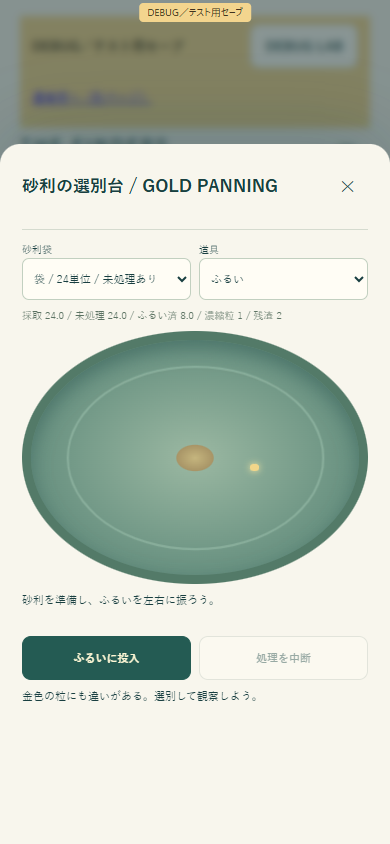 DEBUG／テスト用セーブ
砂利の選別台 / GOLD PANNING
砂利袋
道具
袋 / 24単位 / 未処理あり
ふるい
採取 24.0 / 未処理 24.0 / ふるい済 8.0 / 濃縮粒 1 / 残渣 2
砂利を準備し、ふるいを左右に振ろう。
ふるいに投入
処理を中断
金色の粒にも違いがある。選別して観察しよう。